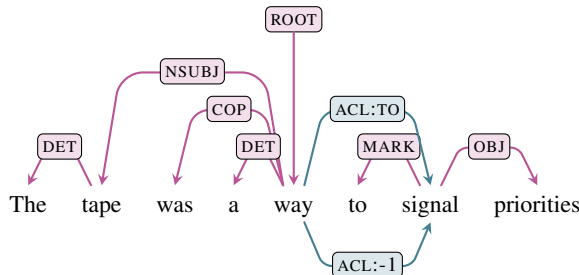 ROOT
NSUBJ
COP
ACL:TO
DET
DET
MARK
OBJ
The tape was a way to signal priorities
ACL:-1